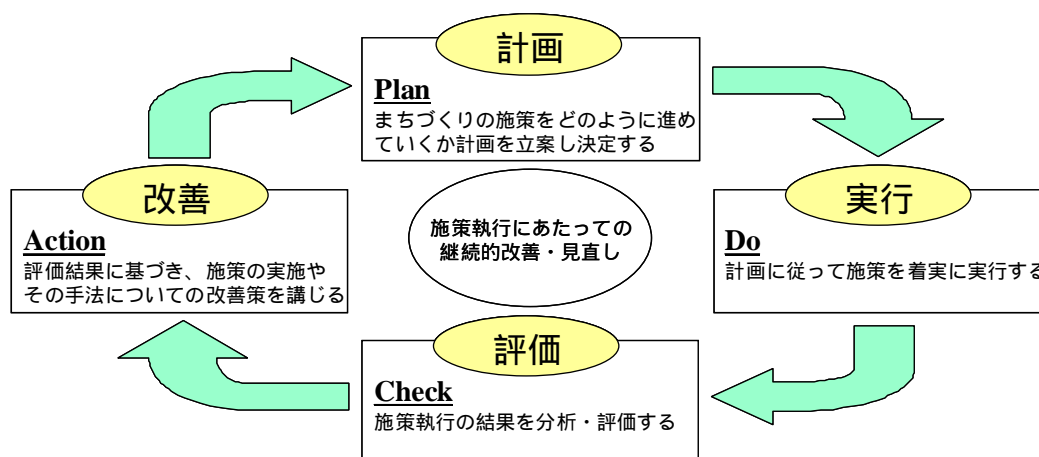 計画
Plan
まちづくりの施策をどのように進め
ていくか計画を立案し決定する
改善
Action
評価結果に基づき、施策の実施や
その手法についての改善策を講じる
施策執行にあたっての
継続的改善・見直し
実行
Do
計画に従って施策を着実に実行する
評価
Check
施策執行の結果を分析・評価する